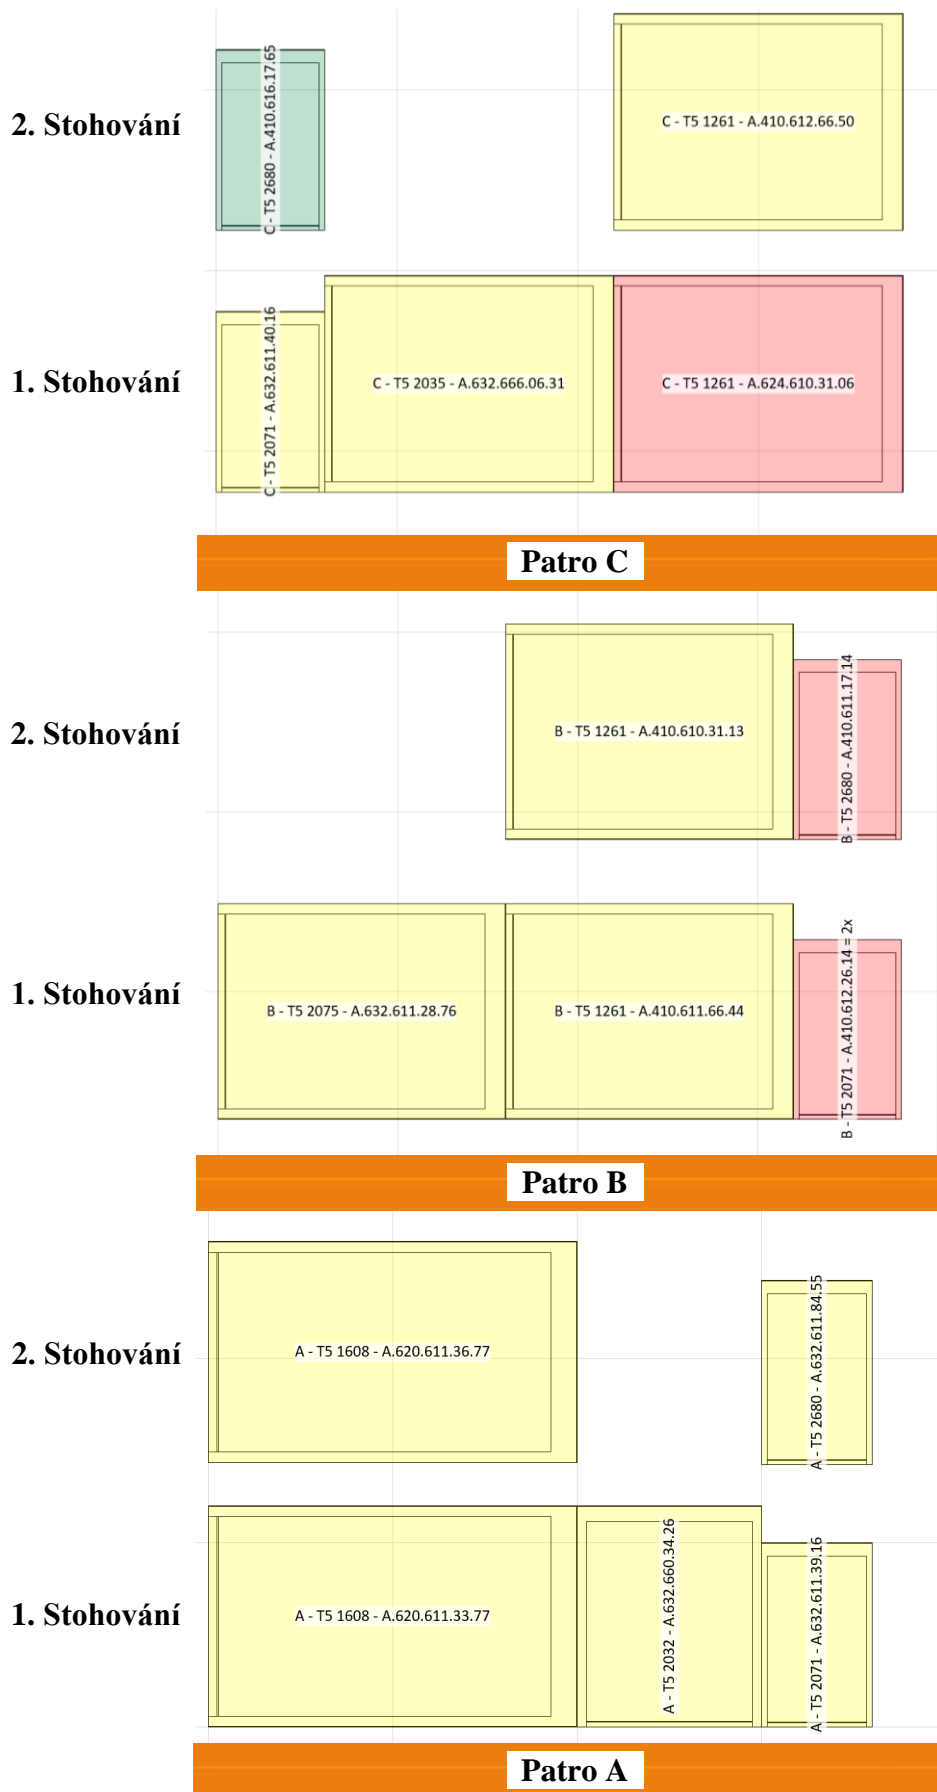 2. Stohování
C - T5 2680 - A.410.616.17.65
C - T5 1261 - A.410.612.66.50
1. Stohování
C - T5 2071 - A.632.611.40.16
C - T5 2035 - A.632.666.06.31
C - T5 1261 - A.624.610.31.06
Patro C
2. Stohování
B - T5 1261 - A.410.610.31.13
B - T5 2680 - A.410.611.17.14
1. Stohování
B - T5 2075 - A.632.611.28.76
B - T5 1261 - A.410.611.66.44
B - T5 2071 - A.410.612.26.14 = 2x
Patro B
2. Stohování
A - T5 1608 - A.620.611.36.77
A - T5 2680 - A.632.611.84.55
1. Stohování
A - T5 1608 - A.620.611.33.77
A - T5 2032 - A.632.660.34.26
A - T5 2071 - A.632.611.39.16
Patro A